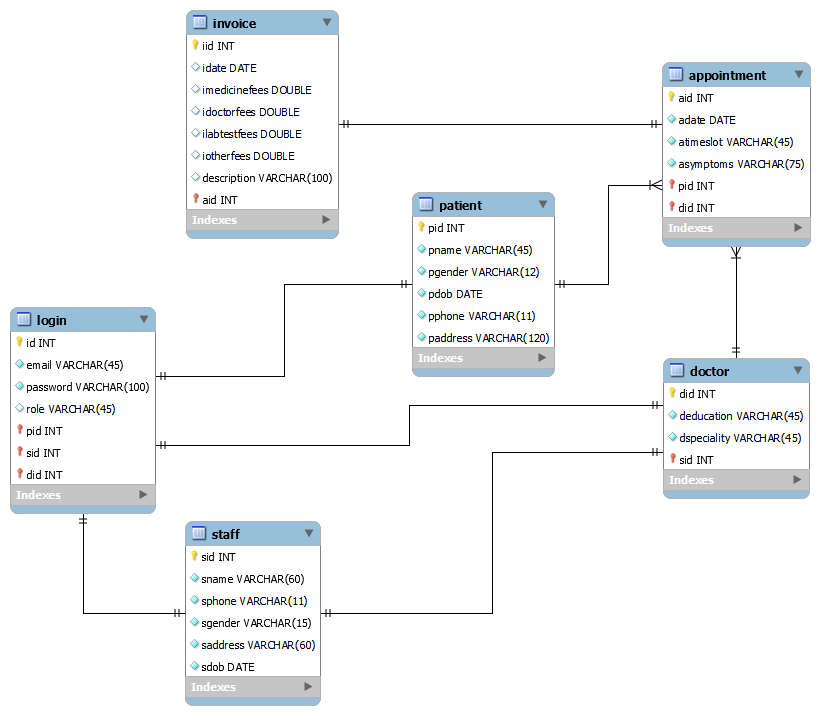 invoice
iid INT
idate DATE
imedicinefees DOUBLE
idoctorfees DOUBLE
ilabtestfees DOUBLE
iotherfees DOUBLE
description VARCHAR(100)
aid INT
Indexes
appointment
aid INT
adate DATE
atimeslot VARCHAR(45)
asymptoms VARCHAR(75)
pid INT
did INT
Indexes
patient
pid INT
pname VARCHAR(45)
pgender VARCHAR(12)
pdob DATE
pphone VARCHAR(11)
paddress VARCHAR(120)
Indexes
login
id INT
email VARCHAR(45)
password VARCHAR(100)
role VARCHAR(45)
pid INT
sid INT
did INT
Indexes
doctor
did INT
deducation VARCHAR(45)
dspeciality VARCHAR(45)
sid INT
Indexes
staff
sid INT
sname VARCHAR(60)
sphone VARCHAR(11)
sgender VARCHAR(15)
saddress VARCHAR(60)
sdob DATE
Indexes